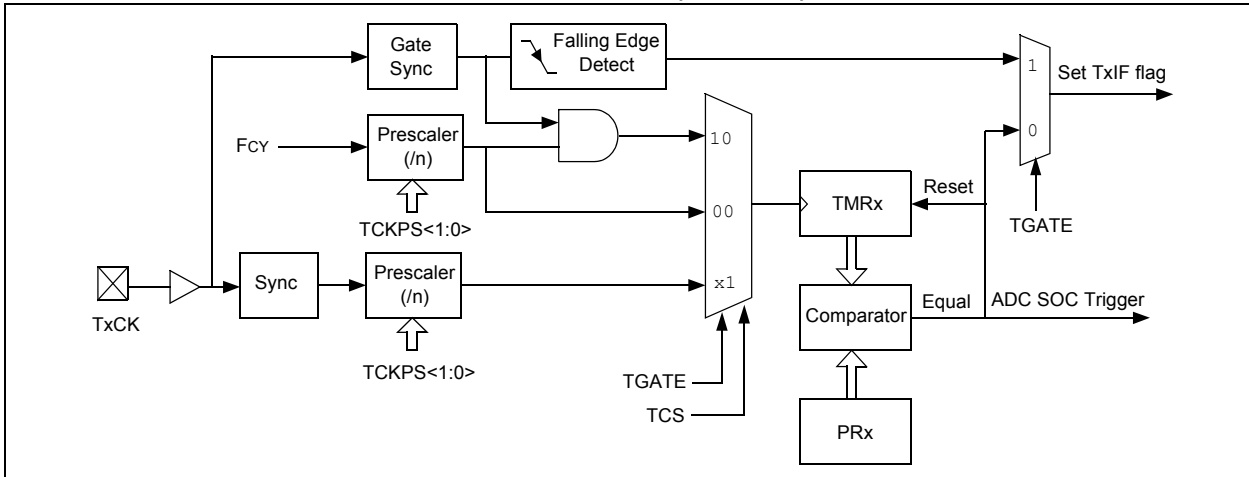 Gate
Sync
Falling Edge
Detect
1
Set TxIF flag
0
10
FCY
Prescaler
(/n)
TCKPS<1:0>
00
TMRx
Reset
TGATE
TxCK
Sync
Prescaler
(/n)
x1
TCKPS<1:0>
Comparator
Equal
ADC SOC Trigger
TGATE
TCS
PRx